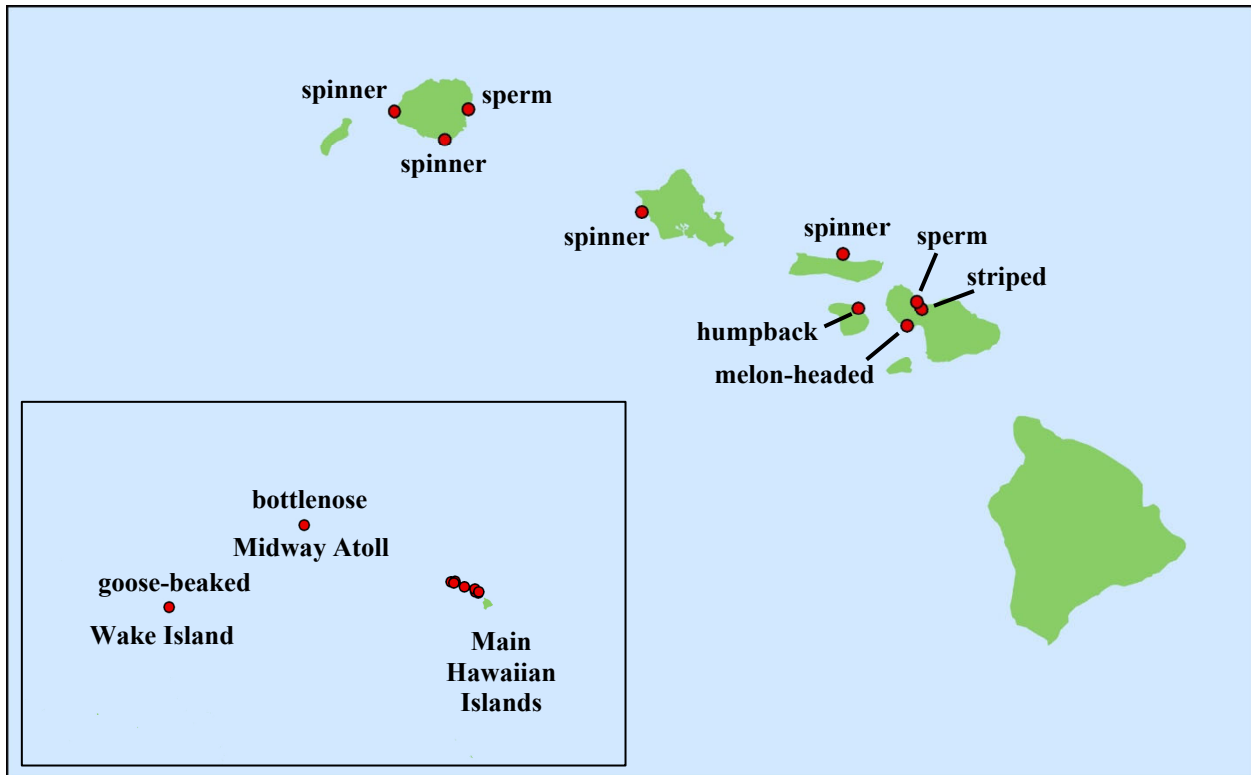 spinner
sperm
spinner
spinner
spinner
sperm
striped
humpback
melon-headed
bottlenose
Midway Atoll
goose-beaked
Wake Island
Main
Hawaiian
Islands